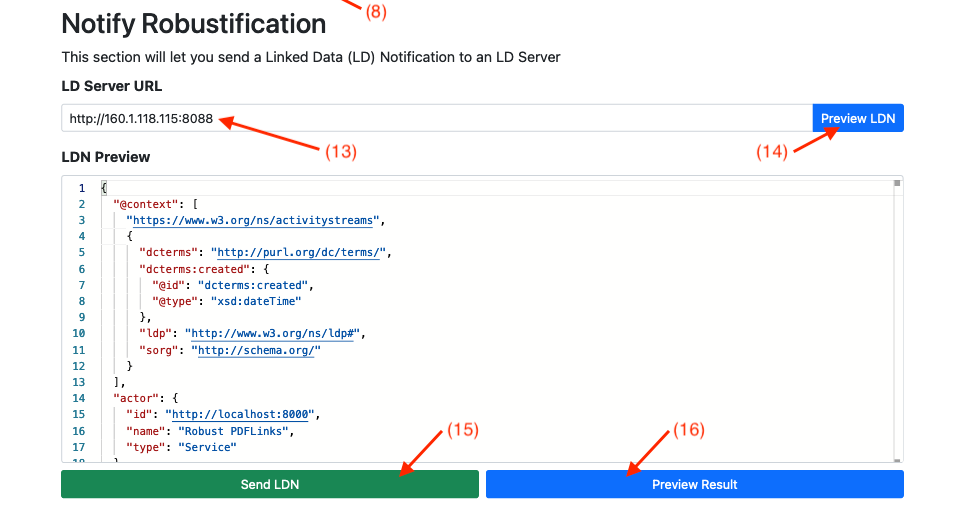 (8)
Notify Robustification
This section will let you send a Linked Data (LD) Notification to an LD Server
LD Server URL
http://160.1.118.115:8088 Preview LDN
(13) (14)
LDN Preview
1 {
2 "@context": [
3 "https://www.w3.org/ns/activitystreams",
4 {
5 "dcterms": "http://purl.org/dc/terms/",
6 "dcterms:created": {
7 "@id": "dcterms:created",
8 "@type": "xsd:dateTime"
9 },
10 "ldp": "http://www.w3.org/ns/ldp#",
11 "sorg": "http://schema.org/"
12 }
13 ],
14 "actor": {
15 "id": "http://localhost:8000",
16 "name": "Robust PDFLinks",
17 "type": "Service"
(15) (16)
Send LDN Preview Result